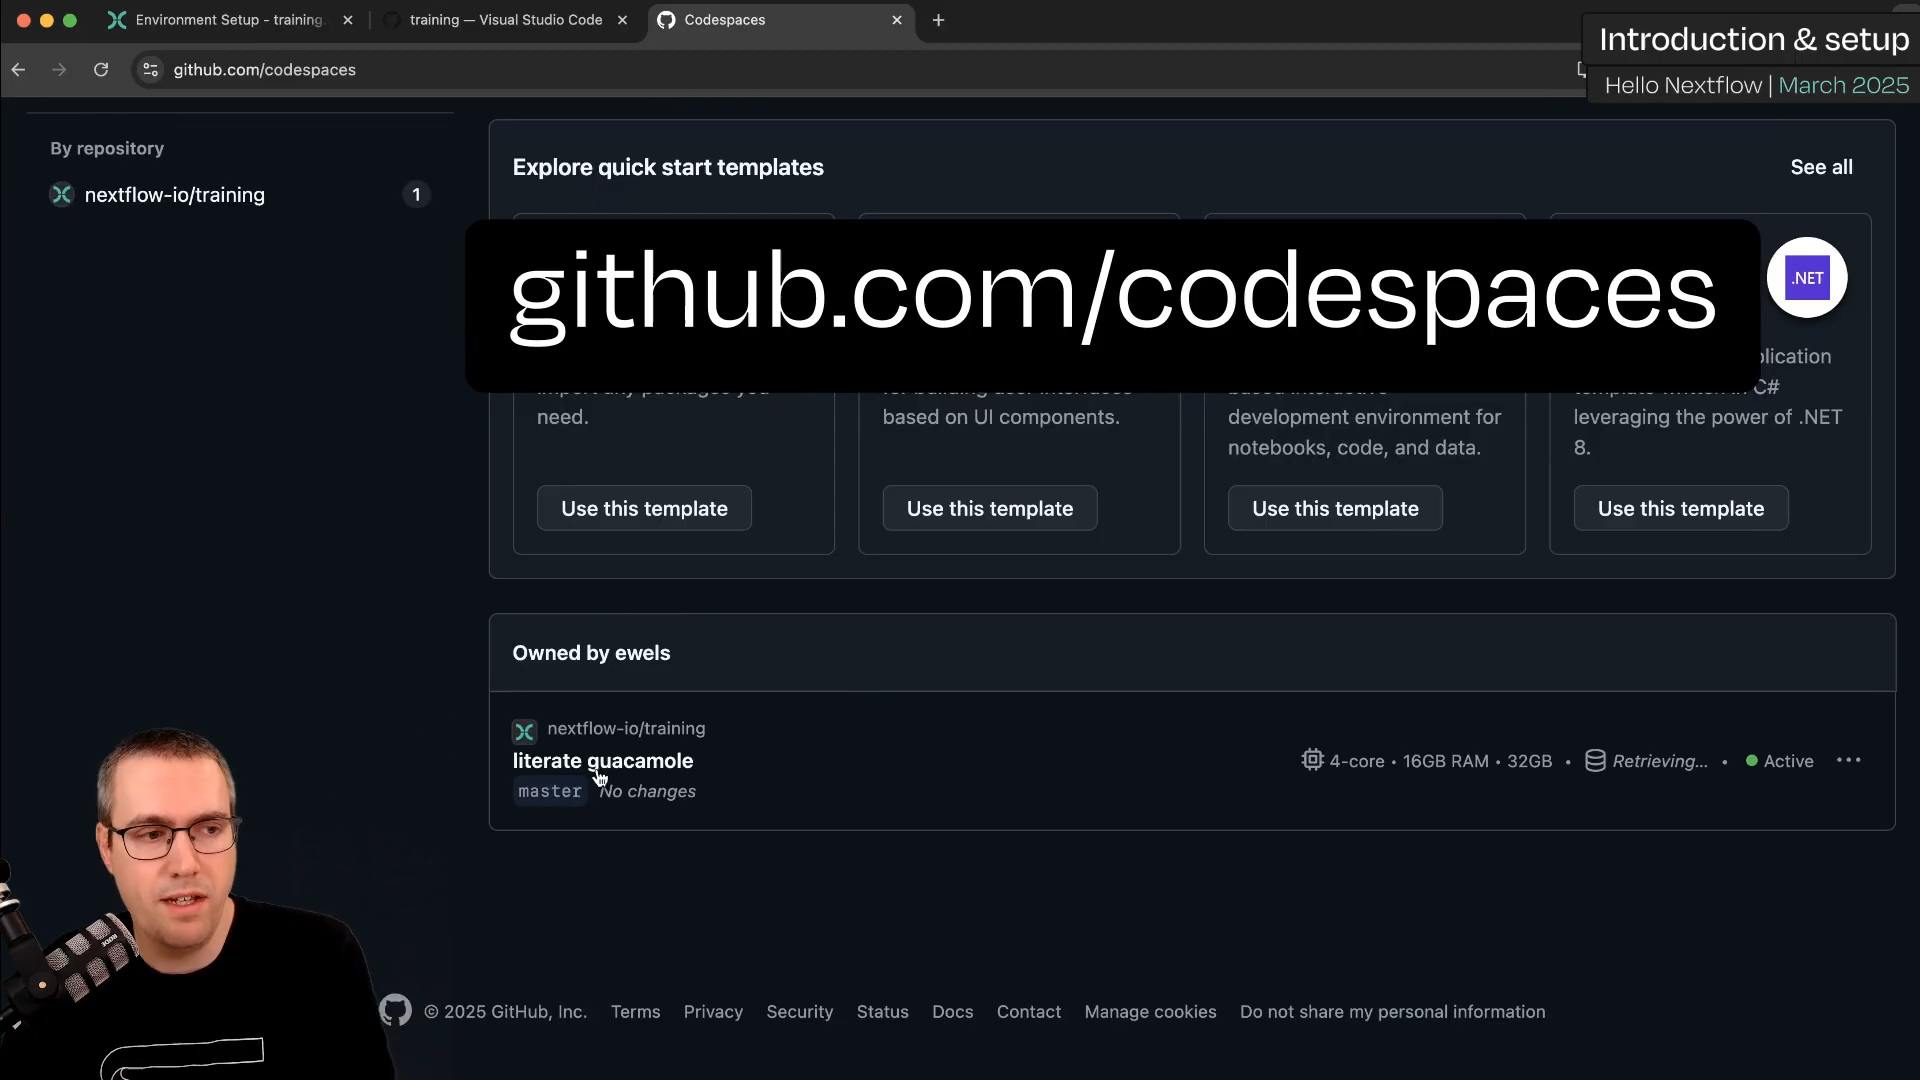 Environment Setup - training.
training — Visual Studio Code
Codespaces
github.com/codespaces
Introduction & setup
Hello Nextflow | March 2025
By repository
nextflow-io/training
1
Explore quick start templates
See all
github.com/codespaces
.NET
need.
based on UI components.
development environment for
notebooks, code, and data.
C#
leveraging the power of .NET
8.
Use this template
Use this template
Use this template
Use this template
Owned by ewels
nextflow-io/training
literate guacamole
master
No changes
4-core • 16GB RAM • 32GB • Retrieving... • Active
© 2025 GitHub, Inc.
Terms
Privacy
Security
Status
Docs
Contact
Manage cookies
Do not share my personal information
RODE